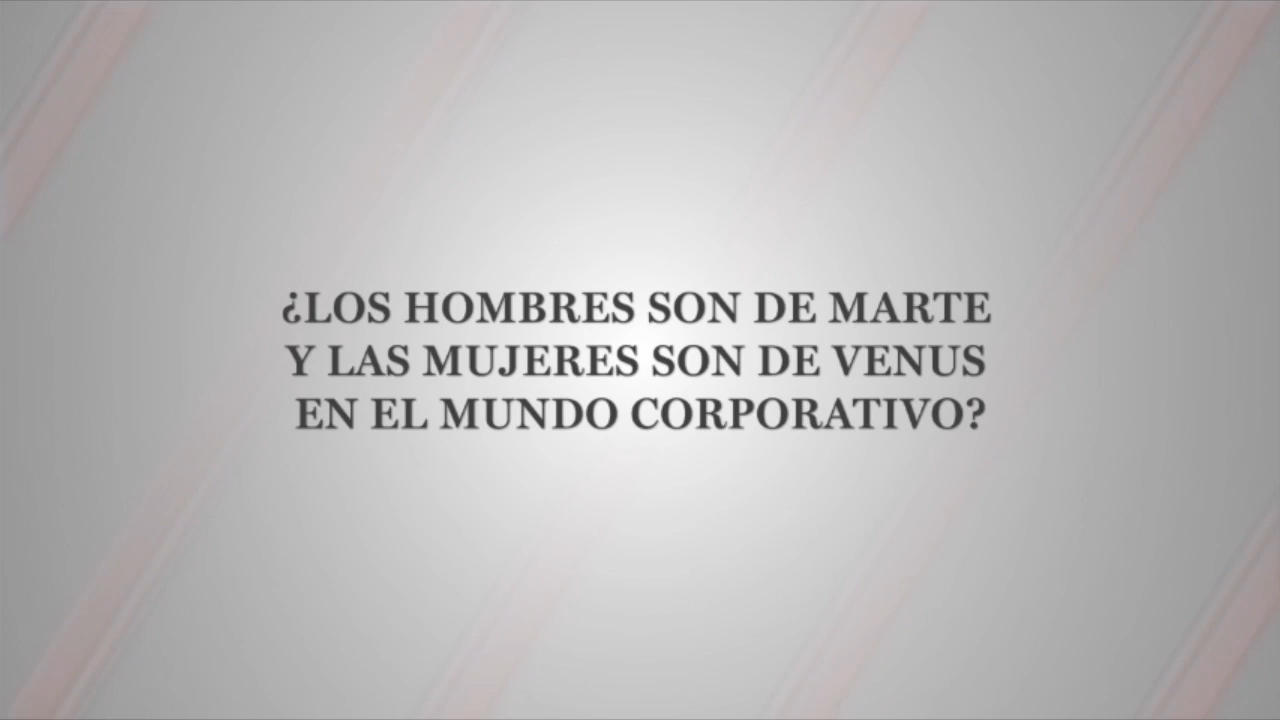 ¿LOS HOMBRES SON DE MARTE
Y LAS MUJERES SON DE VENUS
EN EL MUNDO CORPORATIVO?